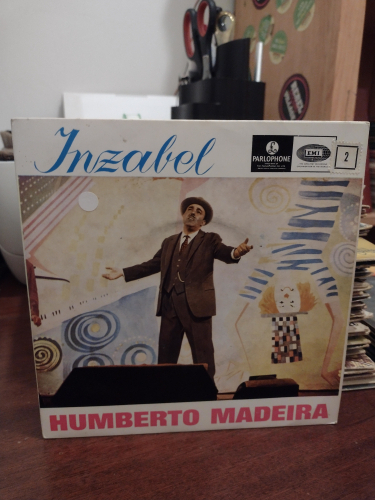 Inzabel
PARLOPHONE
EMI
2
HUMBERTO MADEIRA